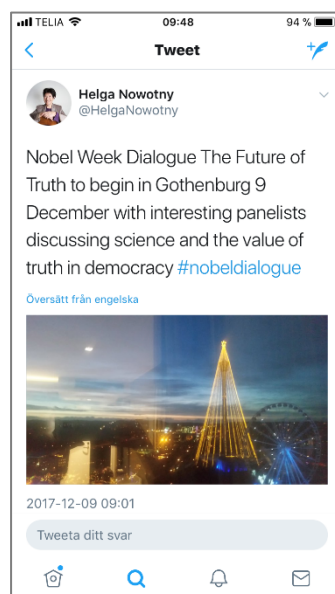 TELIA 09:48 94 %
Tweet
Helga Nowotny
@HelgaNowotny
Nobel Week Dialogue The Future of
Truth to begin in Gothenburg 9
December with interesting panelists
discussing science and the value of
truth in democracy #nobeldialogue
Översätt från engelska
2017-12-09 09:01
Tweeta ditt svar